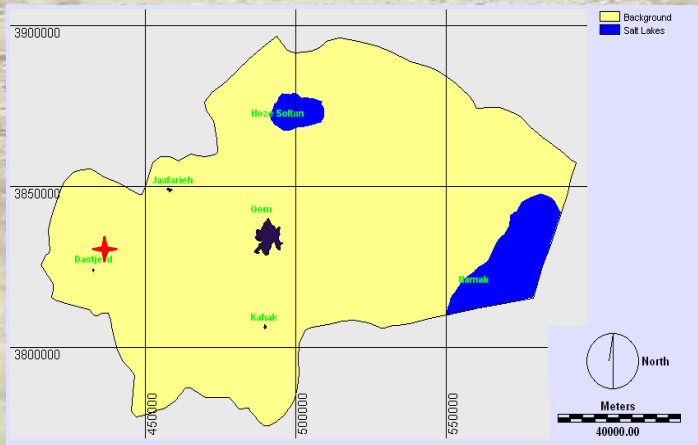 3900000
Background
Salt Lakes
Hoze Soltan
3850000
Jaafarieh
Qom
Dastjerd
Namak
Kahak
3800000
North
450000
500000
550000
Meters
40000.00